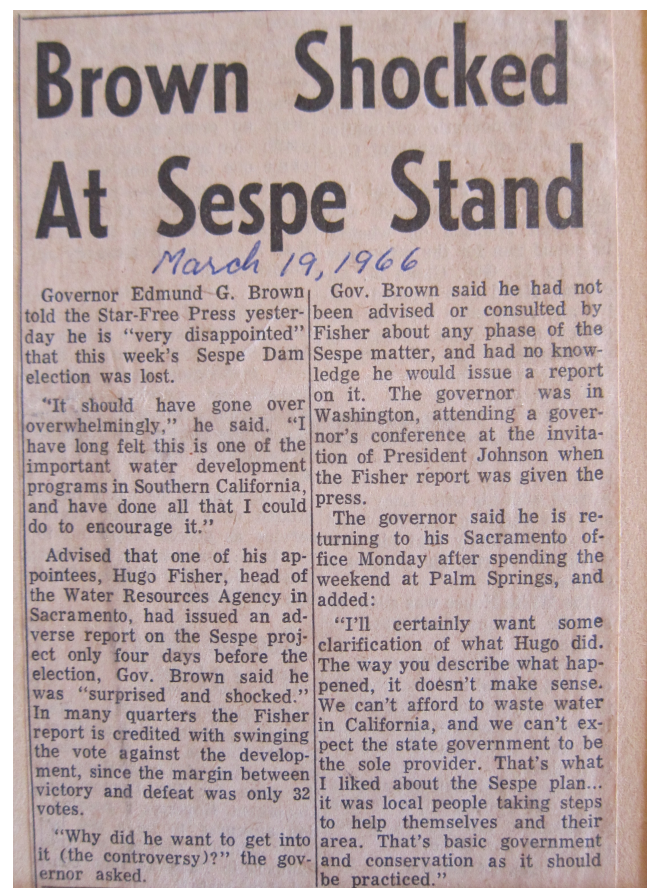 Brown Shocked
At Sespe Stand
March 19, 1966
Governor Edmund G. Brown
told the Star-Free Press yester-
day he is “very disappointed”
that this week’s Sespe Dam
election was lost.
“It should have gone over
overwhelmingly,” he said. “I
have long felt this is one of the
important water development
programs in Southern California,
and have done all that I could
do to encourage it.”
Advised that one of his ap-
pointees, Hugo Fisher, head of
the Water Resources Agency in
Sacramento, had issued an ad-
verse report on the Sespe proj-
ect only four days before the
election, Gov. Brown said he
was “surprised and shocked.”
In many quarters the Fisher
report is credited with swinging
the vote against the develop-
ment, since the margin between
victory and defeat was only 32
votes.
“Why did he want to get into
it (the controversy)?” the gov-
ernor asked.
Gov. Brown said he had not
been advised or consulted by
Fisher about any phase of the
Sespe matter, and had no know-
ledge he would issue a report
on it. The governor was in
Washington, attending a gover-
nor’s conference at the invita-
tion of President Johnson when
the Fisher report was given the
press.
The governor said he is re-
turning to his Sacramento of-
fice Monday after spending the
weekend at Palm Springs, and
added:
“I’ll certainly want some
clarification of what Hugo did.
The way you describe what hap-
pened, it doesn’t make sense.
We can’t afford to waste water
in California, and we can’t ex-
pect the state government to be
the sole provider. That’s what
I liked about the Sespe plan...
it was local people taking steps
to help themselves and their
area. That’s basic government
and conservation as it should
be practiced.”